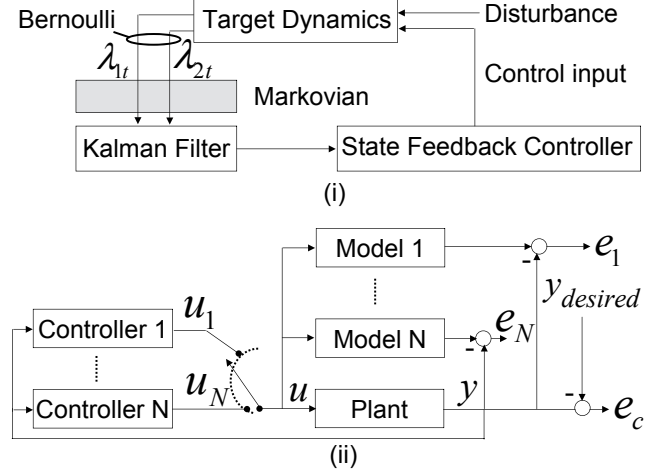 Bernoulli
Target Dynamics
Disturbance
λ1t
λ2t
Control input
Markovian
Kalman Filter
State Feedback Controller
(i)
Model 1
-
e1
ydesired
Controller 1
u1
Model N
-
eN
Controller N
uN
u
Plant
y
-
ec
(ii)